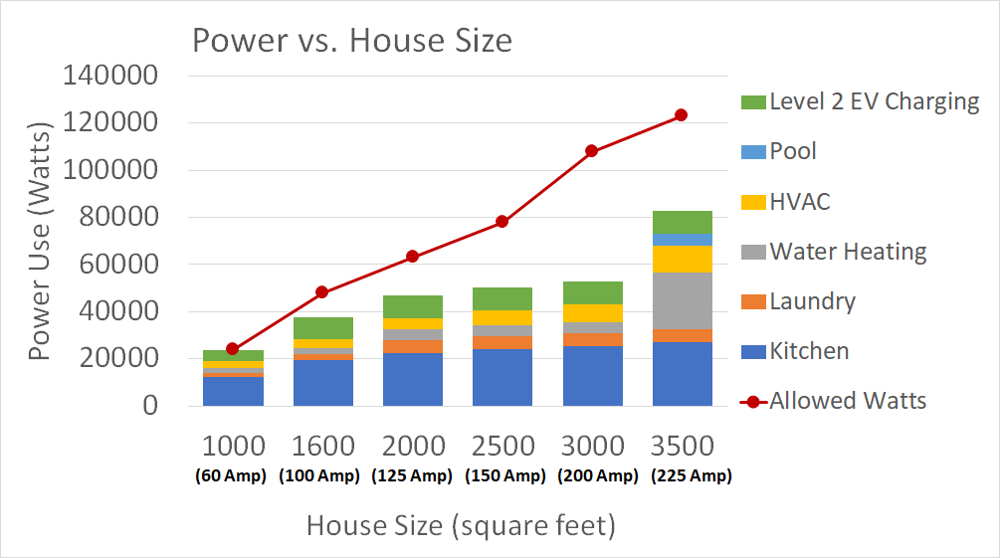 Power vs. House Size
140000
120000
100000
80000
60000
40000
20000
0
Power Use (Watts)
1000 1600 2000 2500 3000 3500
(60 Amp) (100 Amp) (125 Amp) (150 Amp) (200 Amp) (225 Amp)
House Size (square feet)
Level 2 EV Charging
Pool
HVAC
Water Heating
Laundry
Kitchen
Allowed Watts